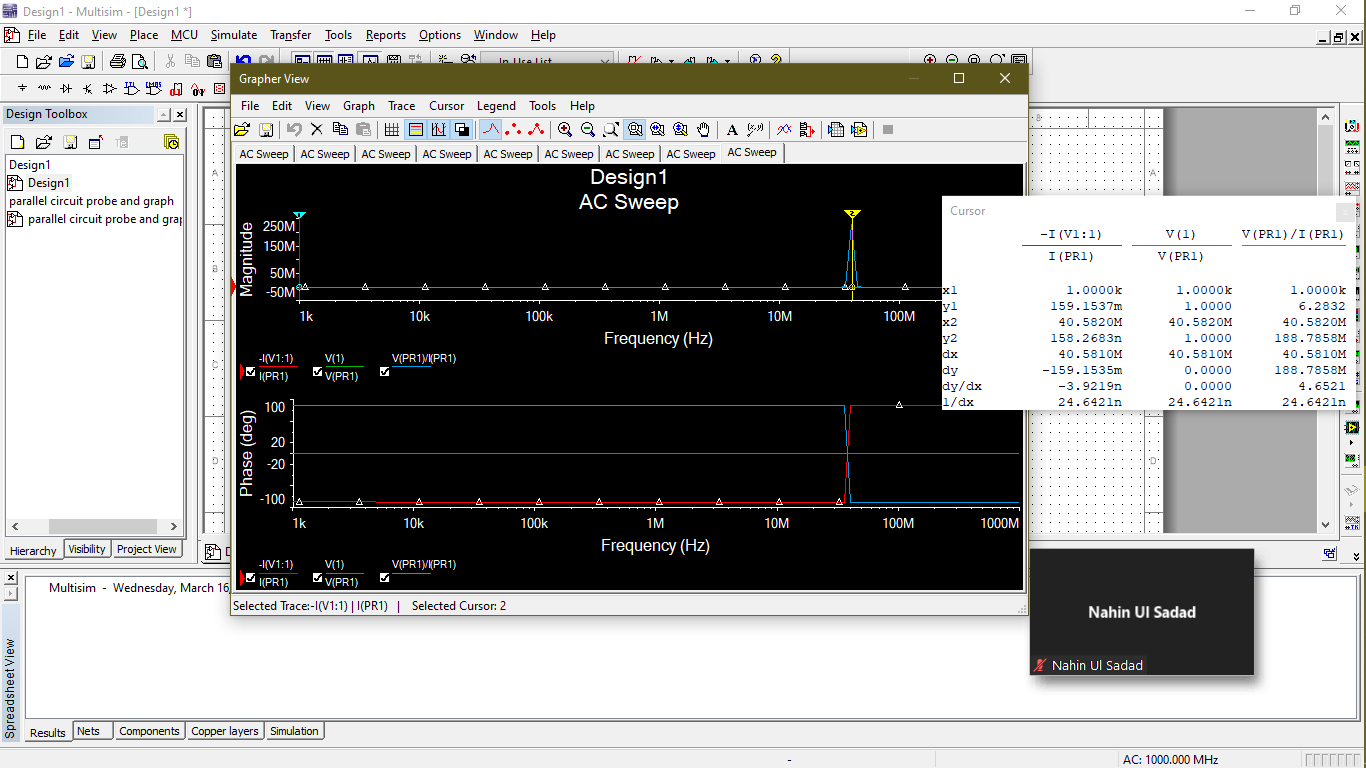 Design1 - Multisim - [Design1 *]
File Edit View Place MCU Simulate Transfer Tools Reports Options Window Help
In-Use List
Design Toolbox
Design1
Design1
parallel circuit probe and graph
parallel circuit probe and grap
Hierarchy Visibility Project View
Grapher View
File Edit View Graph Trace Cursor Legend Tools Help
AC Sweep AC Sweep AC Sweep AC Sweep AC Sweep AC Sweep AC Sweep AC Sweep AC Sweep
Design1
AC Sweep
Magnitude
250M
150M
50M
-50M
1 2
1k 10k 100k 1M 10M 100M
Frequency (Hz)
-I(V1:1) V(1) V(PR1)/I(PR1)
I(PR1) V(PR1)
Phase (deg)
100
20
-20
-100
1k 10k 100k 1M 10M 100M 1000M
Frequency (Hz)
-I(V1:1) V(1) V(PR1)/I(PR1)
I(PR1) V(PR1)
Selected Trace:-I(V1:1) | I(PR1) | Selected Cursor: 2
Cursor
-I(V1:1) V(1) V(PR1)/I(PR1)
I(PR1) V(PR1)
x1 1.0000k 1.0000k 1.0000k
y1 159.1537m 1.0000 6.2832
x2 40.5820M 40.5820M 40.5820M
y2 158.2683n 1.0000 188.7858M
dx 40.5810M 40.5810M 40.5810M
dy -159.1535m 0.0000 188.7858M
dy/dx -3.9219n 0.0000 4.6521
1/dx 24.6421n 24.6421n 24.6421n
Nahin Ul Sadad
Nahin Ul Sadad
Multisim - Wednesday, March 16,
Spreadsheet View
Results Nets Components Copper layers Simulation
- AC: 1000.000 MHz